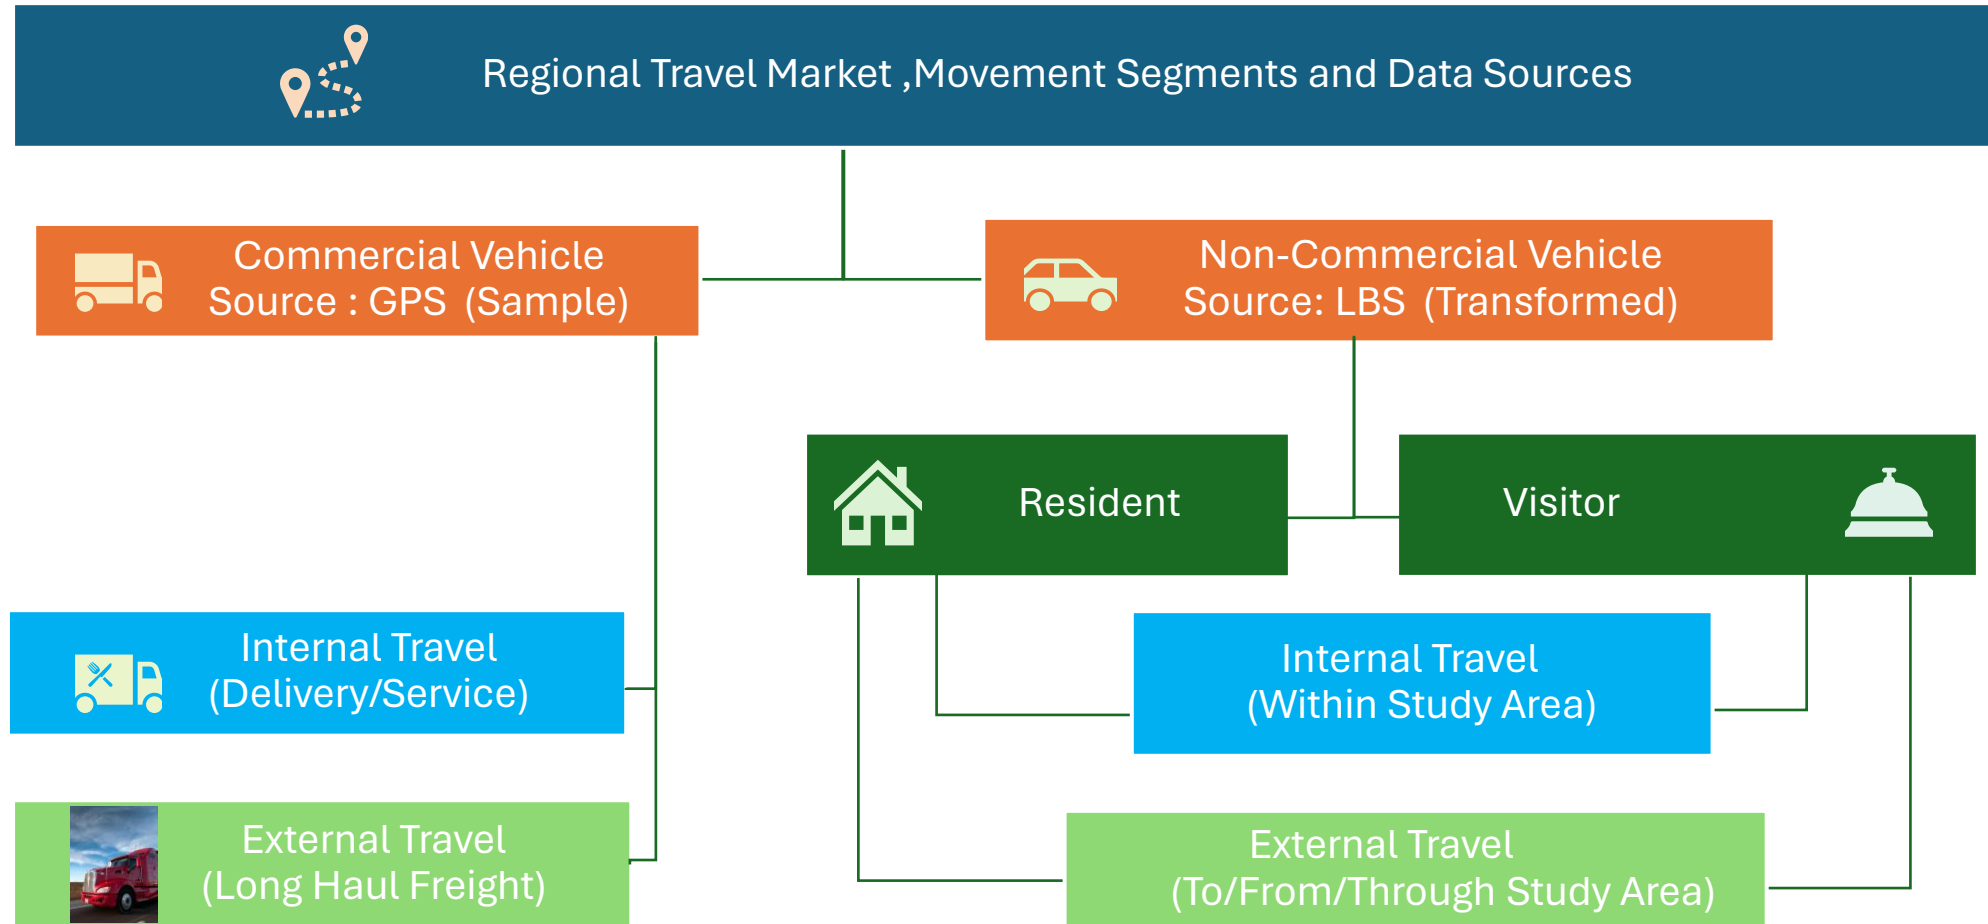 Regional Travel Market ,Movement Segments and Data Sources
Commercial Vehicle
Source : GPS (Sample)
Non-Commercial Vehicle
Source: LBS (Transformed)
Resident
Visitor
Internal Travel
(Delivery/Service)
Internal Travel
(Within Study Area)
External Travel
(Long Haul Freight)
External Travel
(To/From/Through Study Area)